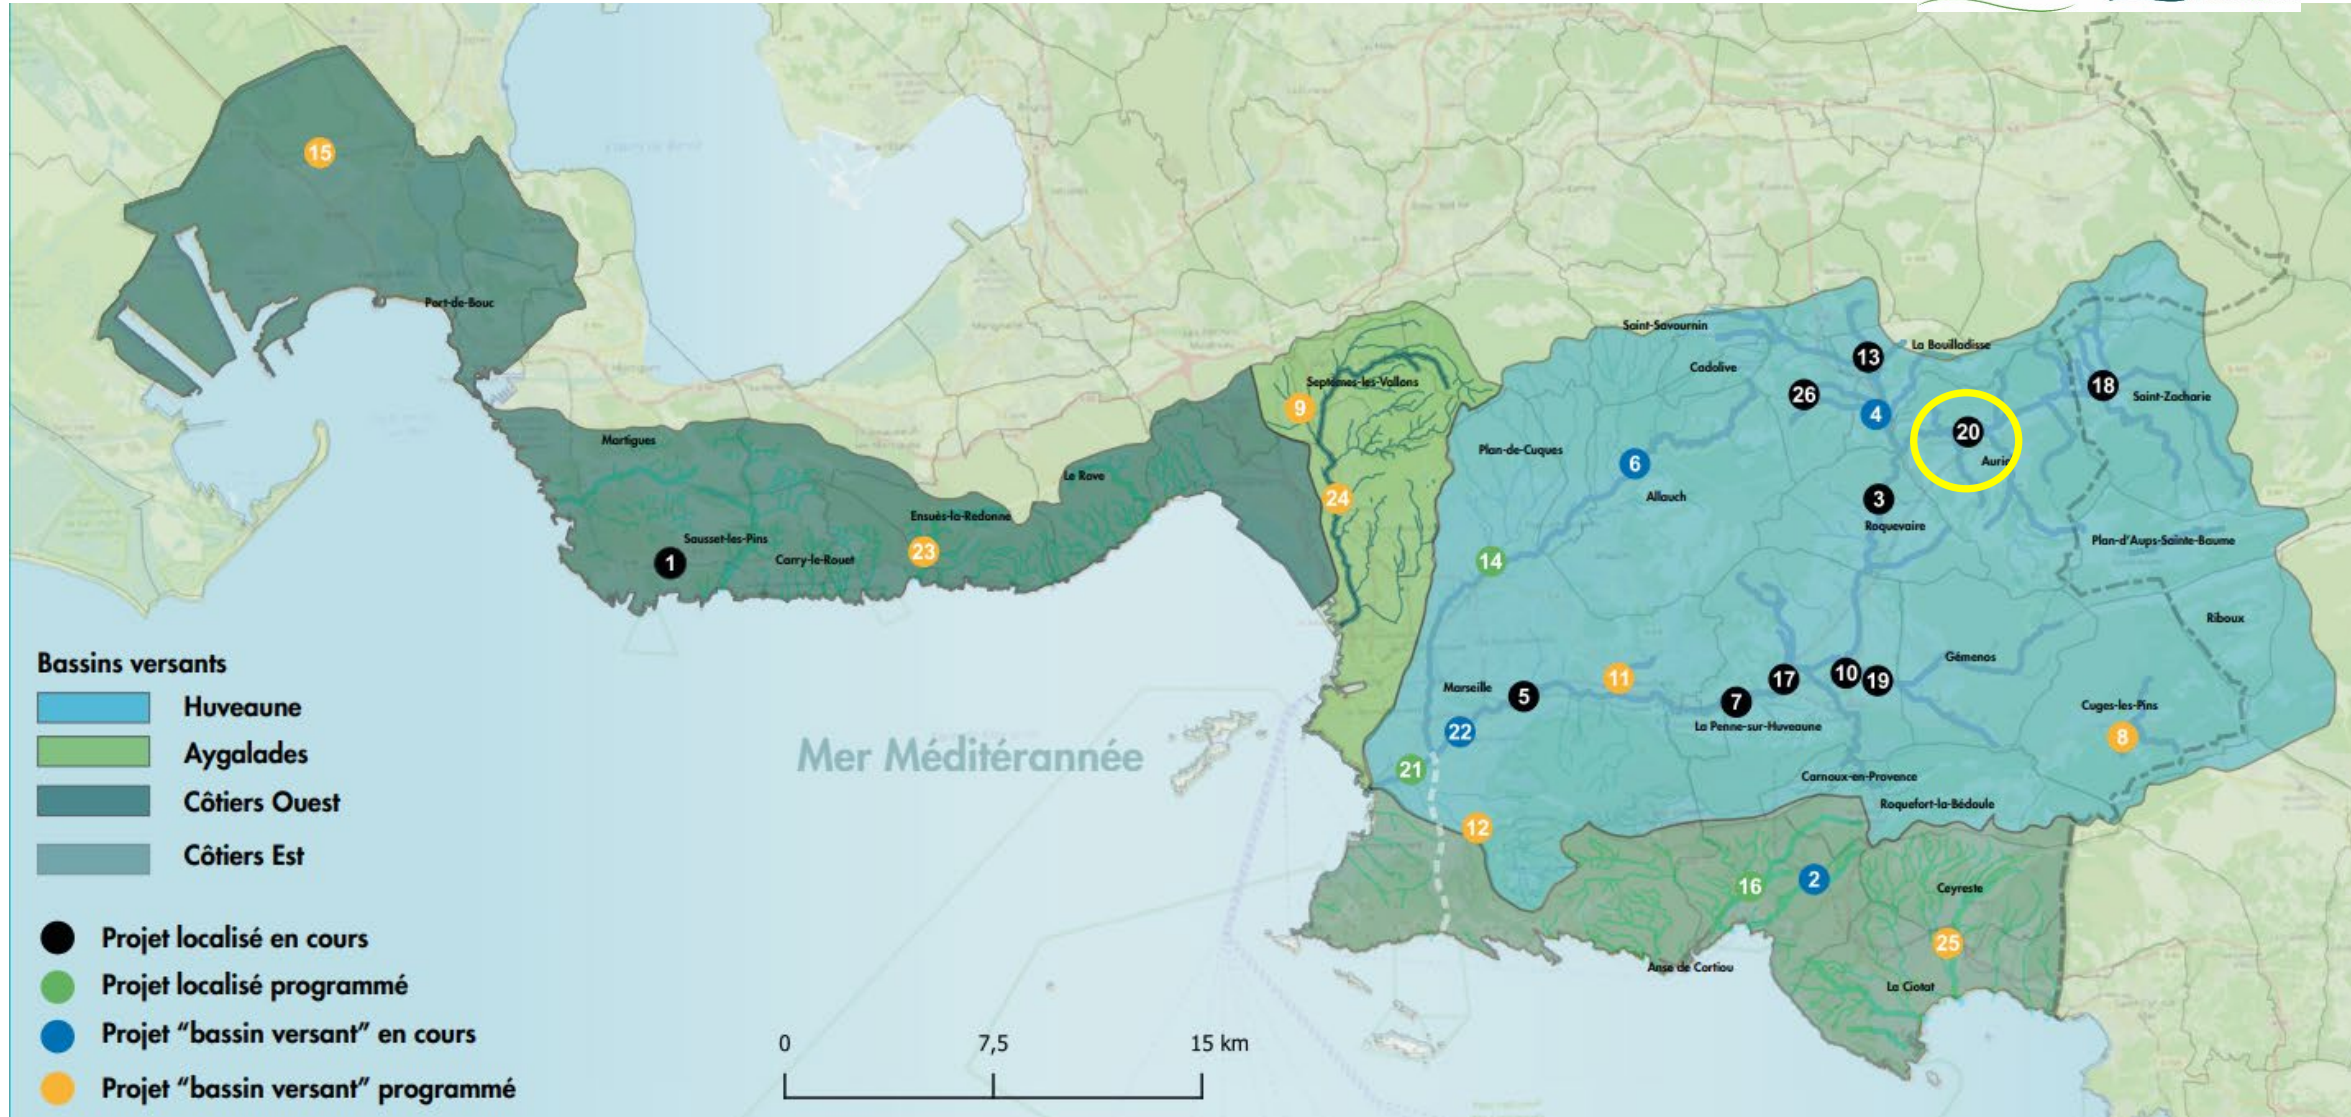 15
Port-de-Bouc
Saint-Savournin
La Bouilladisse
13
Cadolive
Septèmes-les-Vallons
18
26
Saint-Zacharie
9
4
20
Martigues
Plan-de-Cuques
6
Auriol
Le Rove
Allauch
24
3
Ensuès-la-Redonne
Roquevaire
Sausset-les-Pins
Plan-d'Aups-Sainte-Baume
23
1
Carry-le-Rouet
14
Riboux
Gémenos
Marseille
5
11
7
17
10
19
La Penne-sur-Huveaune
Cuges-les-Pins
8
22
Mer Méditérannée
21
Carnoux-en-Provence
Roquefort-la-Bédoule
12
16
2
Ceyreste
25
Anse de Cortiou
La Ciotat
Bassins versants
Huveaune
Aygalades
Côtiers Ouest
Côtiers Est
Projet localisé en cours
Projet localisé programmé
Projet "bassin versant" en cours
Projet "bassin versant" programmé
0 7,5 15 km